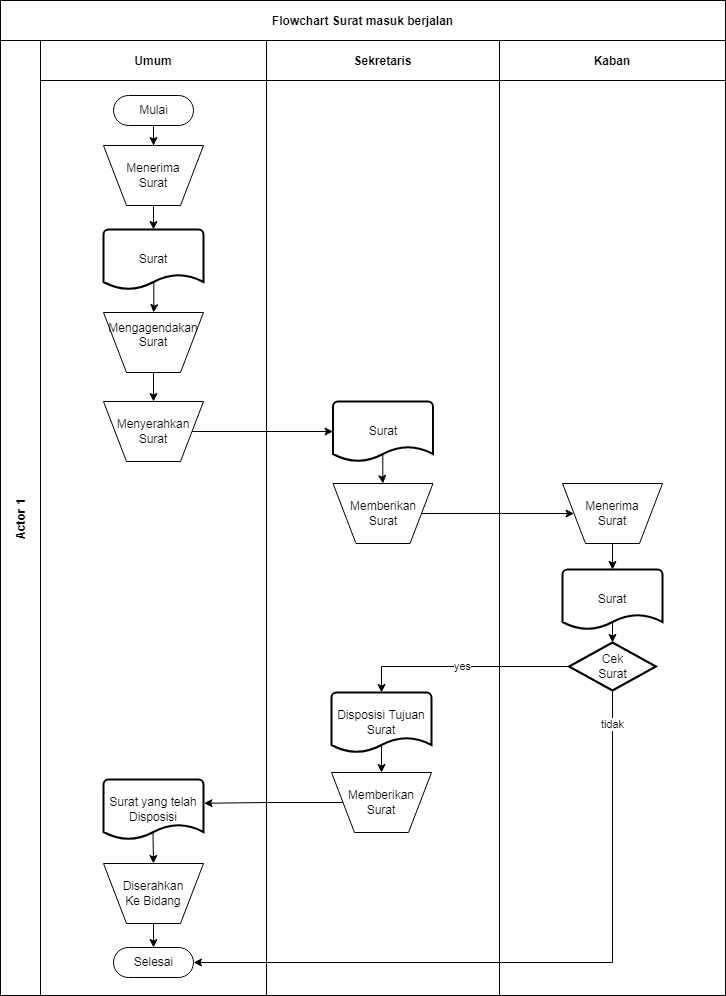 Flowchart Surat masuk berjalan
Umum
Sekretaris
Kaban
Actor 1
Mulai
Menerima
Surat
Surat
Mengagendakan
Surat
Menyerahkan
Surat
Surat
Memberikan
Surat
Menerima
Surat
Surat
Cek
Surat
yes
tidak
Disposisi Tujuan
Surat
Memberikan
Surat
Surat yang telah
Disposisi
Diserahkan
Ke Bidang
Selesai